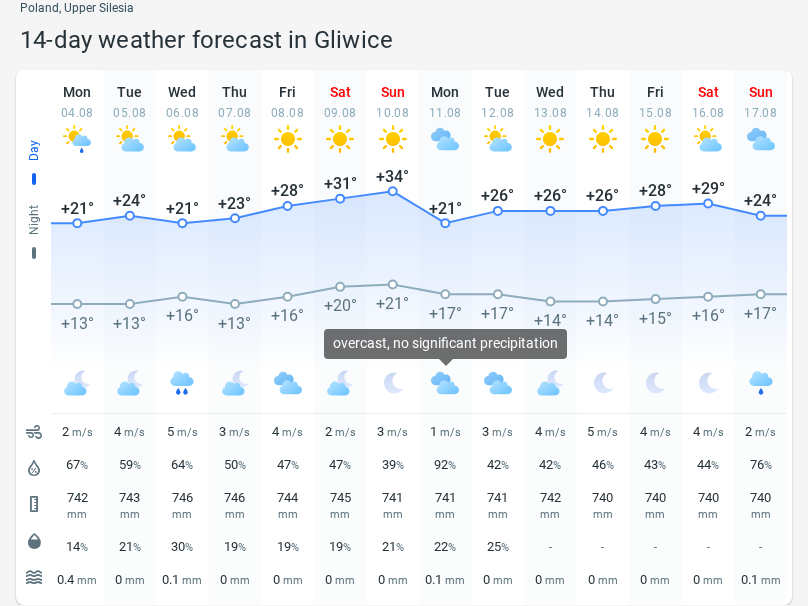 Poland, Upper Silesia
14-day weather forecast in Gliwice
Mon Tue Wed Thu Fri Sat Sun Mon Tue Wed Thu Fri Sat Sun
04.08 05.08 06.08 07.08 08.08 09.08 10.08 11.08 12.08 13.08 14.08 15.08 16.08 17.08
Day
+21° +24° +21° +23° +28° +31° +34° +21° +26° +26° +26° +28° +29° +24°
Night
+13° +13° +16° +13° +16° +20° +21° +17° +17° +14° +14° +15° +16° +17°
overcast, no significant precipitation
2 m/s 4 m/s 5 m/s 3 m/s 4 m/s 2 m/s 3 m/s 1 m/s 3 m/s 4 m/s 5 m/s 4 m/s 4 m/s 2 m/s
67% 59% 64% 50% 47% 47% 39% 92% 42% 42% 46% 43% 44% 76%
742 743 746 746 744 745 741 741 741 742 740 740 740 740
mm mm mm mm mm mm mm mm mm mm mm mm mm mm
14% 21% 30% 19% 19% 19% 21% 22% 25% - - - - -
0.4 mm 0 mm 0.1 mm 0 mm 0 mm 0 mm 0 mm 0.1 mm 0 mm 0 mm 0 mm 0 mm 0 mm 0.1 mm